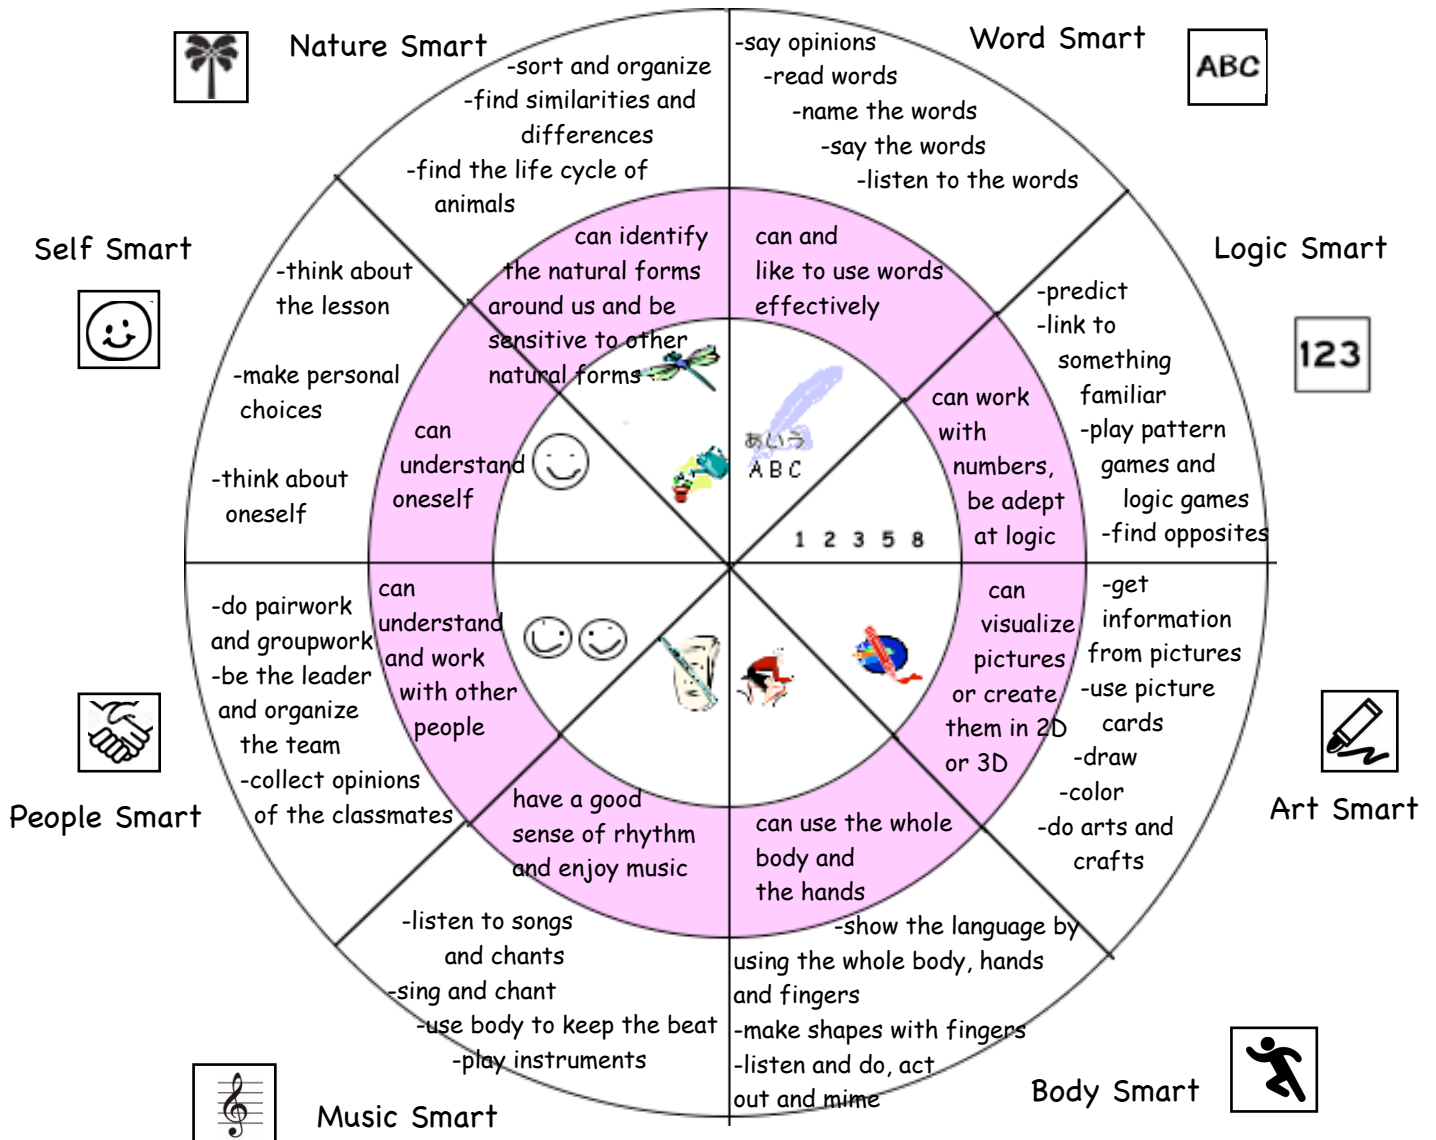 Nature Smart
-sort and organize
-find similarities and
differences
-find the life cycle of
animals
can identify
the natural forms
around us and be
sensitive to other
natural forms
Word Smart
ABC
-say opinions
-read words
-name the words
-say the words
-listen to the words
can and
like to use words
effectively
あいう
A B C
Logic Smart
123
-predict
-link to
something
familiar
-play pattern
games and
logic games
-find opposites
can work
with
numbers,
be adept
at logic
1 2 3 5 8
Art Smart
-get
information
from pictures
-use picture
cards
-draw
-color
-do arts and
crafts
can
visualize
pictures
or create
them in 2D
or 3D
Body Smart
can use the whole
body and
the hands
-show the language by
using the whole body, hands
and fingers
-make shapes with fingers
-listen and do, act
out and mime
Music Smart
have a good
sense of rhythm
and enjoy music
-listen to songs
and chants
-sing and chant
-use body to keep the beat
-play instruments
People Smart
-do pairwork
and groupwork
-be the leader
and organize
the team
-collect opinions
of the classmates
can
understand
and work
with other
people
Self Smart
-think about
the lesson
-make personal
choices
-think about
oneself
can
understand
oneself